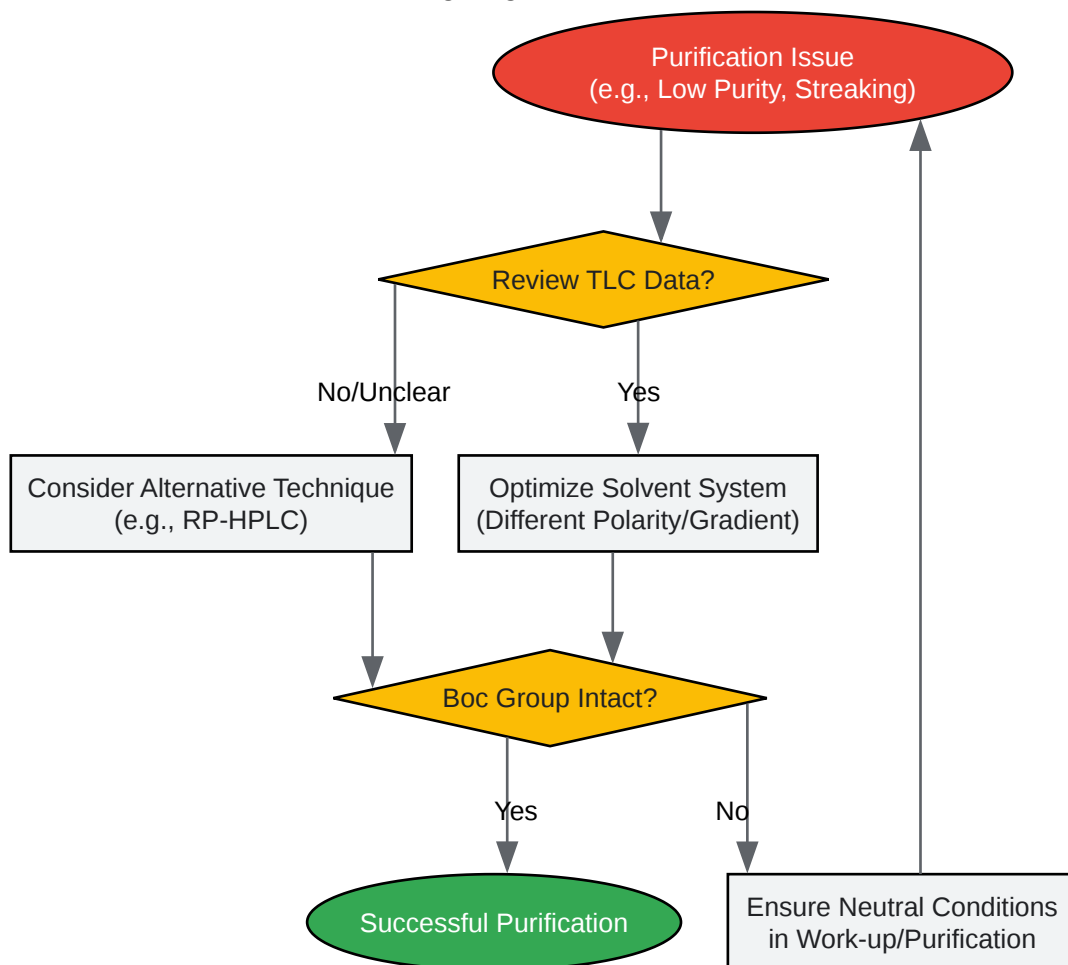 Purification Issue
(e.g., Low Purity, Streaking)
Review TLC Data?
No/Unclear
Yes
Consider Alternative Technique
(e.g., RP-HPLC)
Optimize Solvent System
(Different Polarity/Gradient)
Boc Group Intact?
Yes
No
Successful Purification
Ensure Neutral Conditions
in Work-up/Purification